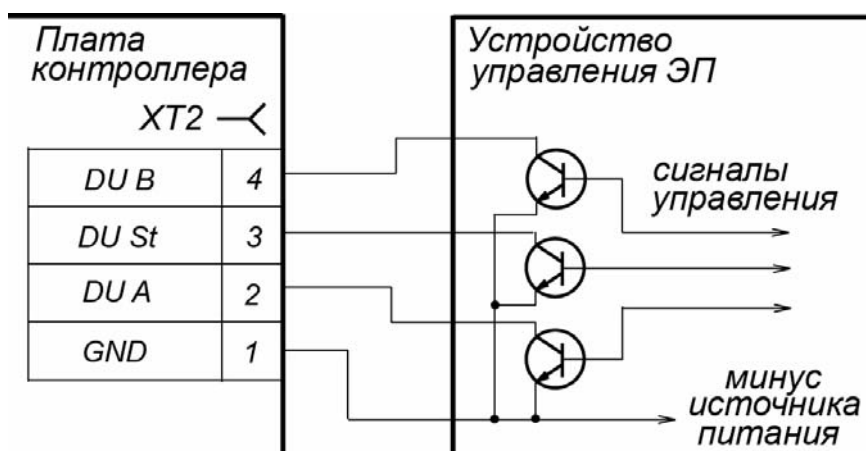 Плата
контроллера
XT2
DU B 4
DU St 3
DU A 2
GND 1
Устройство
управления ЭП
сигналы
управления
минус
источника
питания